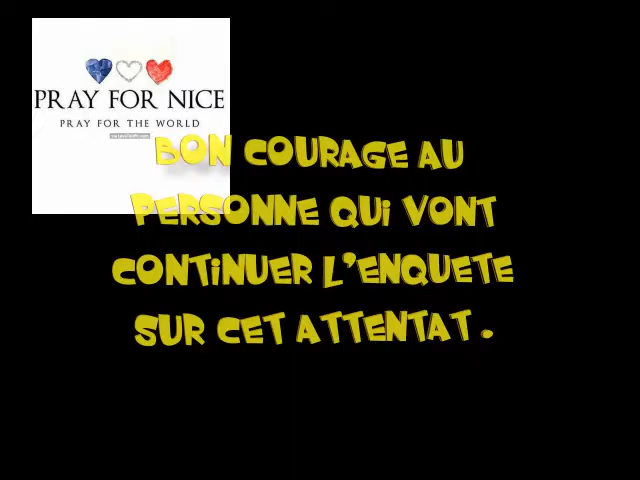 PRAY FOR NICE
PRAY FOR THE WORLD
BON COURAGE AU
PERSONNE QUI VONT
CONTINUER L'ENQUETE
SUR CET ATTENTAT.